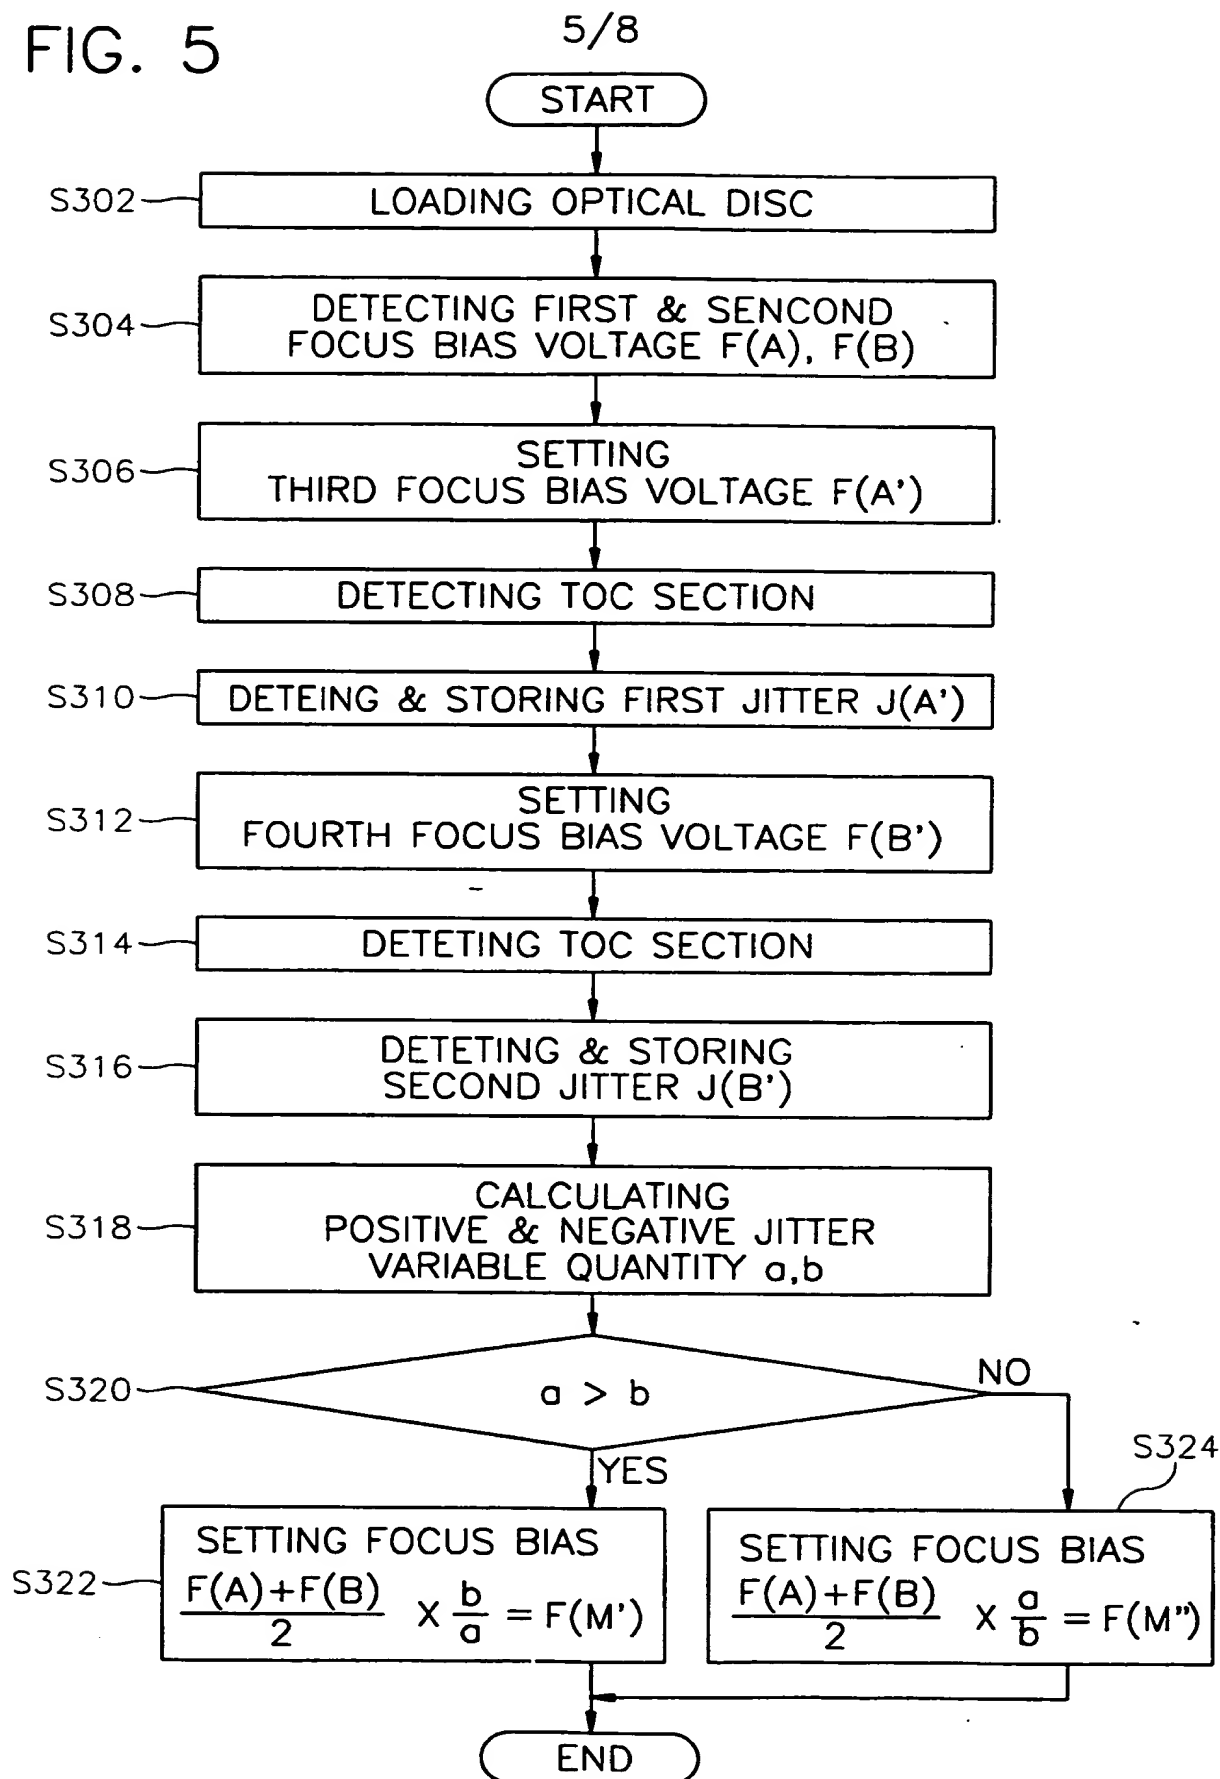 FIG. 5
5/8
START
S302
LOADING OPTICAL DISC
S304
DETECTING FIRST & SENCOND
FOCUS BIAS VOLTAGE F(A), F(B)
S306
SETTING
THIRD FOCUS BIAS VOLTAGE F(A')
S308
DETECTING TOC SECTION
S310
DETEING & STORING FIRST JITTER J(A')
S312
SETTING
FOURTH FOCUS BIAS VOLTAGE F(B')
S314
DETETING TOC SECTION
S316
DETETING & STORING
SECOND JITTER J(B')
S318
CALCULATING
POSITIVE & NEGATIVE JITTER
VARIABLE QUANTITY a,b
S320
a > b
NO
YES
S324
S322
SETTING FOCUS BIAS
F(A)+F(B)/2 X b/a = F(M')
SETTING FOCUS BIAS
F(A)+F(B)/2 X a/b = F(M")
END